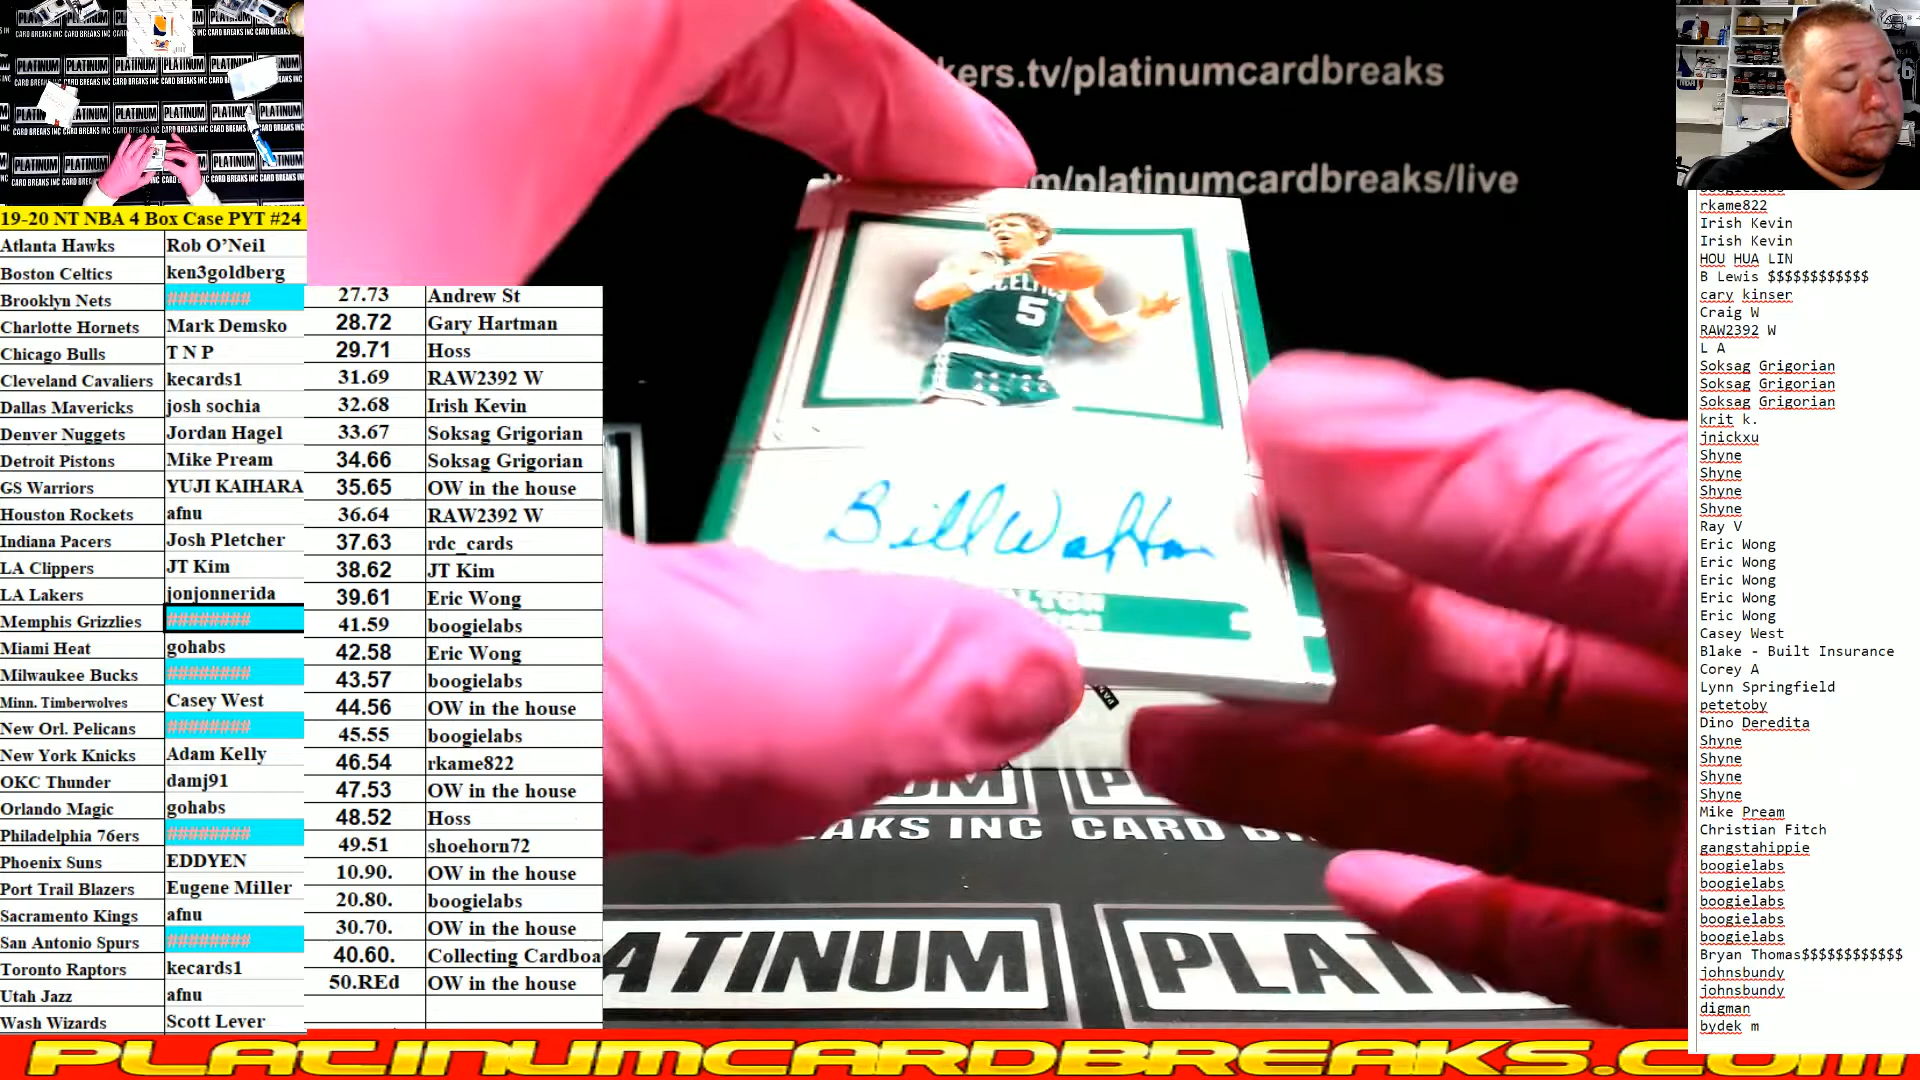 kers.tv/platinumcardbreaks
m/platinumcardbreaks/live
19-20 NT NBA 4 Box Case PYT #24
Atlanta Hawks Rob O'Neil
Boston Celtics ken3goldberg
Brooklyn Nets ########
Charlotte Hornets Mark Demsko
Chicago Bulls T N P
Cleveland Cavaliers kecards1
Dallas Mavericks josh sochia
Denver Nuggets Jordan Hagel
Detroit Pistons Mike Pream
GS Warriors YUJI KAIHARA
Houston Rockets afnu
Indiana Pacers Josh Pletcher
LA Clippers JT Kim
LA Lakers jonjonnerida
Memphis Grizzlies ########
Miami Heat gohabs
Milwaukee Bucks ########
Minn. Timberwolves Casey West
New Orl. Pelicans ########
New York Knicks Adam Kelly
OKC Thunder damj91
Orlando Magic gohabs
Philadelphia 76ers ########
Phoenix Suns EDDYEN
Port Trail Blazers Eugene Miller
Sacramento Kings afnu
San Antonio Spurs ########
Toronto Raptors kecards1
Utah Jazz afnu
Wash Wizards Scott Lever
27.73 Andrew St
28.72 Gary Hartman
29.71 Hoss
31.69 RAW2392 W
32.68 Irish Kevin
33.67 Soksag Grigorian
34.66 Soksag Grigorian
35.65 OW in the house
36.64 RAW2392 W
37.63 rdc_cards
38.62 JT Kim
39.61 Eric Wong
41.59 boogielabs
42.58 Eric Wong
43.57 boogielabs
44.56 OW in the house
45.55 boogielabs
46.54 rkame822
47.53 OW in the house
48.52 Hoss
49.51 shoehorn72
10.90. OW in the house
20.80. boogielabs
30.70. OW in the house
40.60. Collecting Cardboa
50.REd OW in the house
CELTICS
5
Bill Walton
LTON
AKS INC CARD B
ATINUM
PLAT
boogielabs
rkame822
Irish Kevin
Irish Kevin
HOU HUA LIN
B Lewis $$$$$$$$$$$$
cary kinser
Craig W
RAW2392 W
L A
Soksag Grigorian
Soksag Grigorian
Soksag Grigorian
krit k.
jnickxu
Shyne
Shyne
Shyne
Shyne
Ray V
Eric Wong
Eric Wong
Eric Wong
Eric Wong
Eric Wong
Casey West
Blake - Built Insurance
Corey A
Lynn Springfield
petetoby
Dino Deredita
Shyne
Shyne
Shyne
Shyne
Mike Pream
Christian Fitch
gangstahippie
boogielabs
boogielabs
boogielabs
boogielabs
boogielabs
Bryan Thomas$$$$$$$$$$$$
johnsbundy
johnsbundy
digman
bydek m
PLATINUMCARDBREAKS.COM